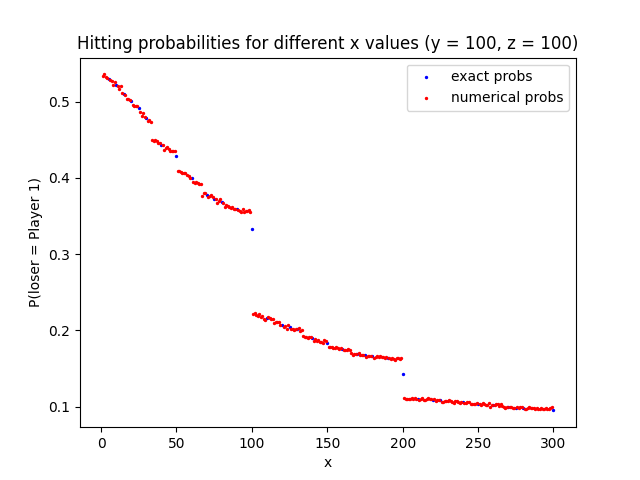 Hitting probabilities for different x values (y = 100, z = 100)
exact probs
numerical probs
P(loser = Player 1)
0.5
0.4
0.3
0.2
0.1
0
50
100
150
200
250
300
x